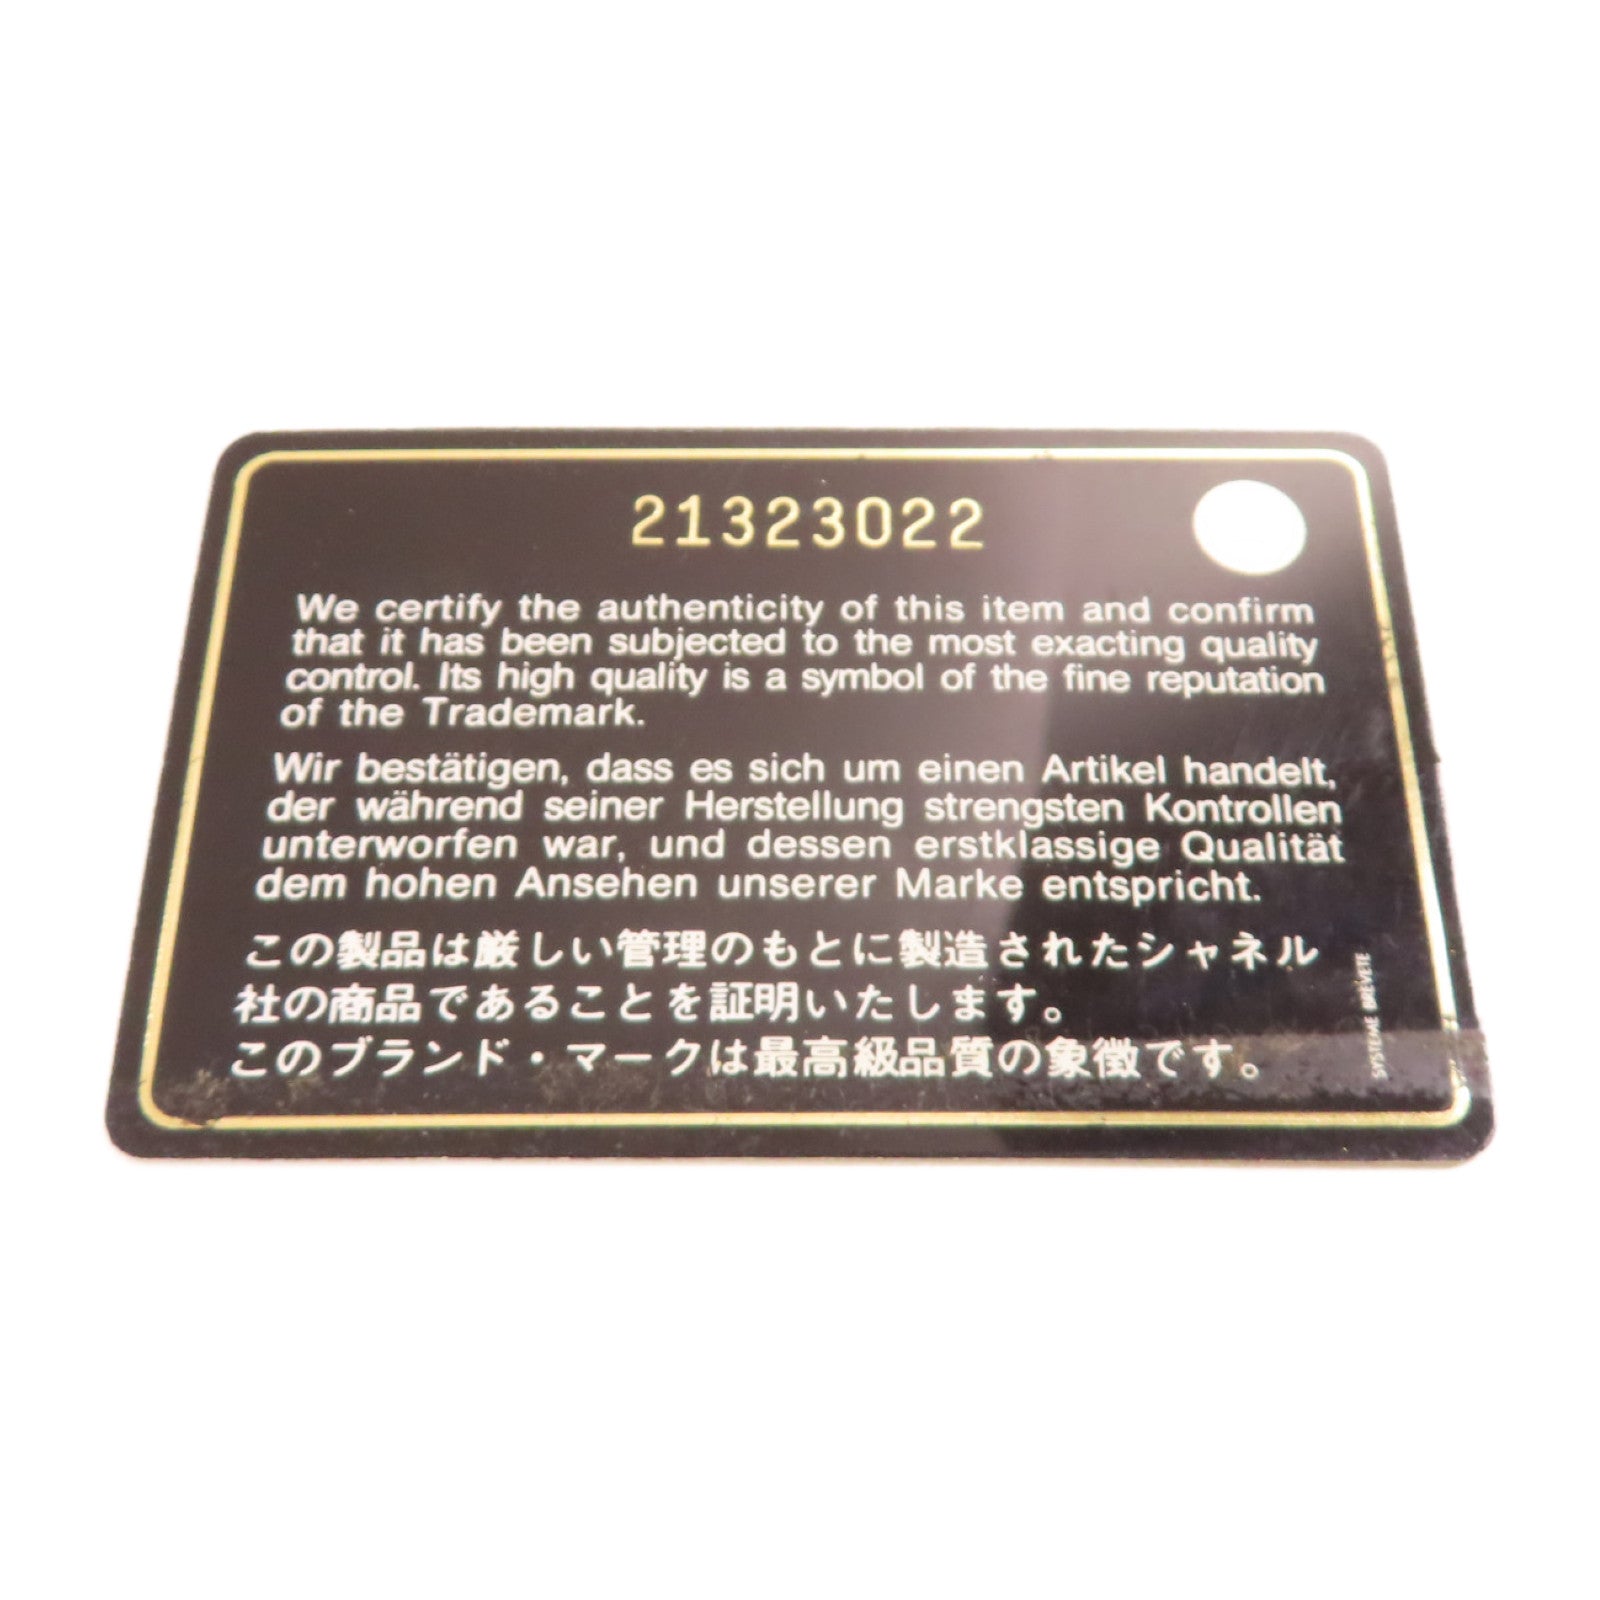 21323022
We certify the authenticity of this item and confirm
that it has been subjected to the most exacting quality
control. Its high quality is a symbol of the fine reputation
of the Trademark.
Wir bestätigen, dass es sich um einen Artikel handelt,
der während seiner Herstellung strengsten Kontrollen
unterworfen war, und dessen erstklassige Qualität
dem hohen Ansehen unserer Marke entspricht.
この製品は厳しい管理のもとに製造されたシャネル
社の商品であることを証明いたします。
このブランド・マークは最高級品質の象徴です。
SYSTEME BREVETE